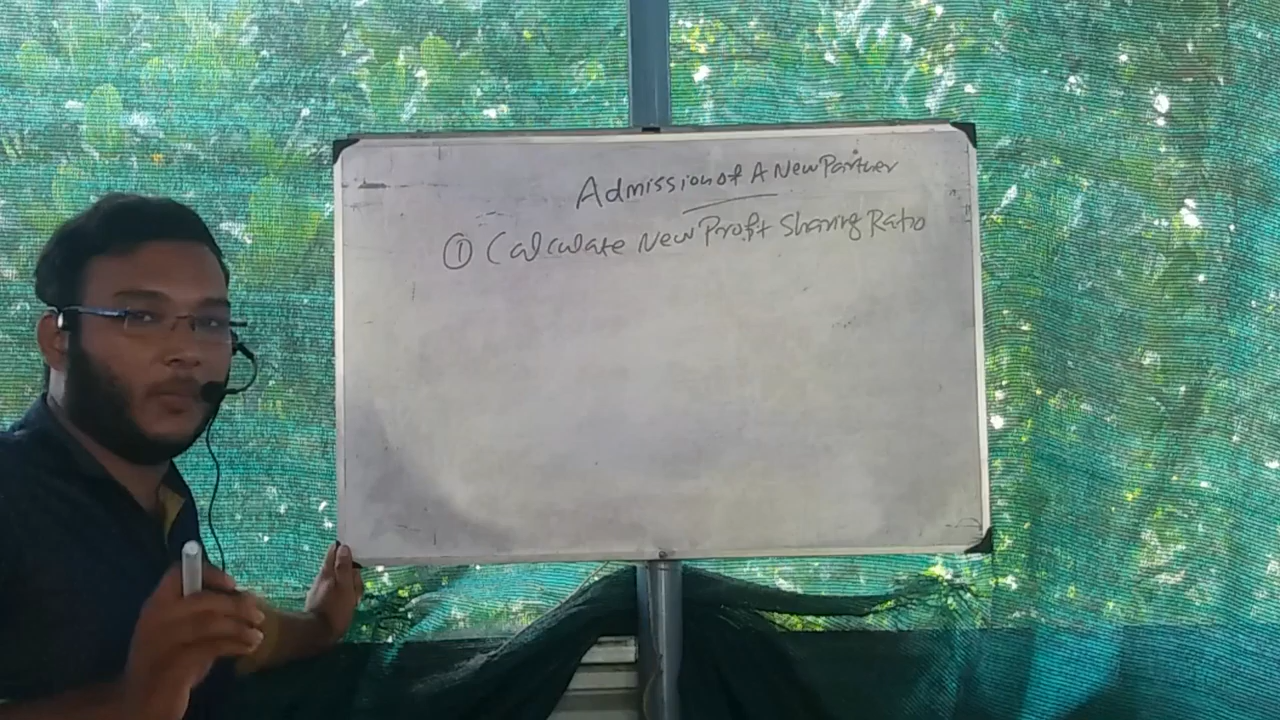 Admission of A New Partner
① Calculate New Profit Sharing Ratio